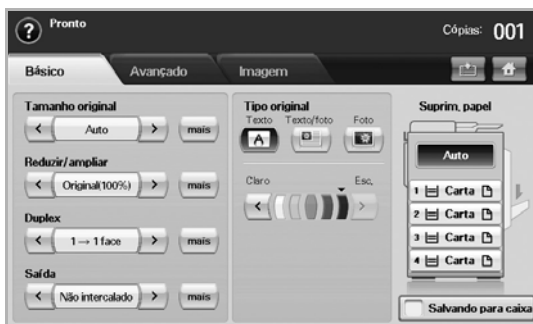 Pronto
Cópias: 001
Básico Avançado Imagem
Tamanho original
Auto mais
Reduzir/ampliar
Original(100%) mais
Duplex
1→1 face mais
Saída
Não intercalado mais
Tipo original
Texto Texto/foto Foto
A
Claro Esc.
Suprim. papel
Auto
1 Carta
2 Carta
3 Carta
4 Carta
Salvando para caixa